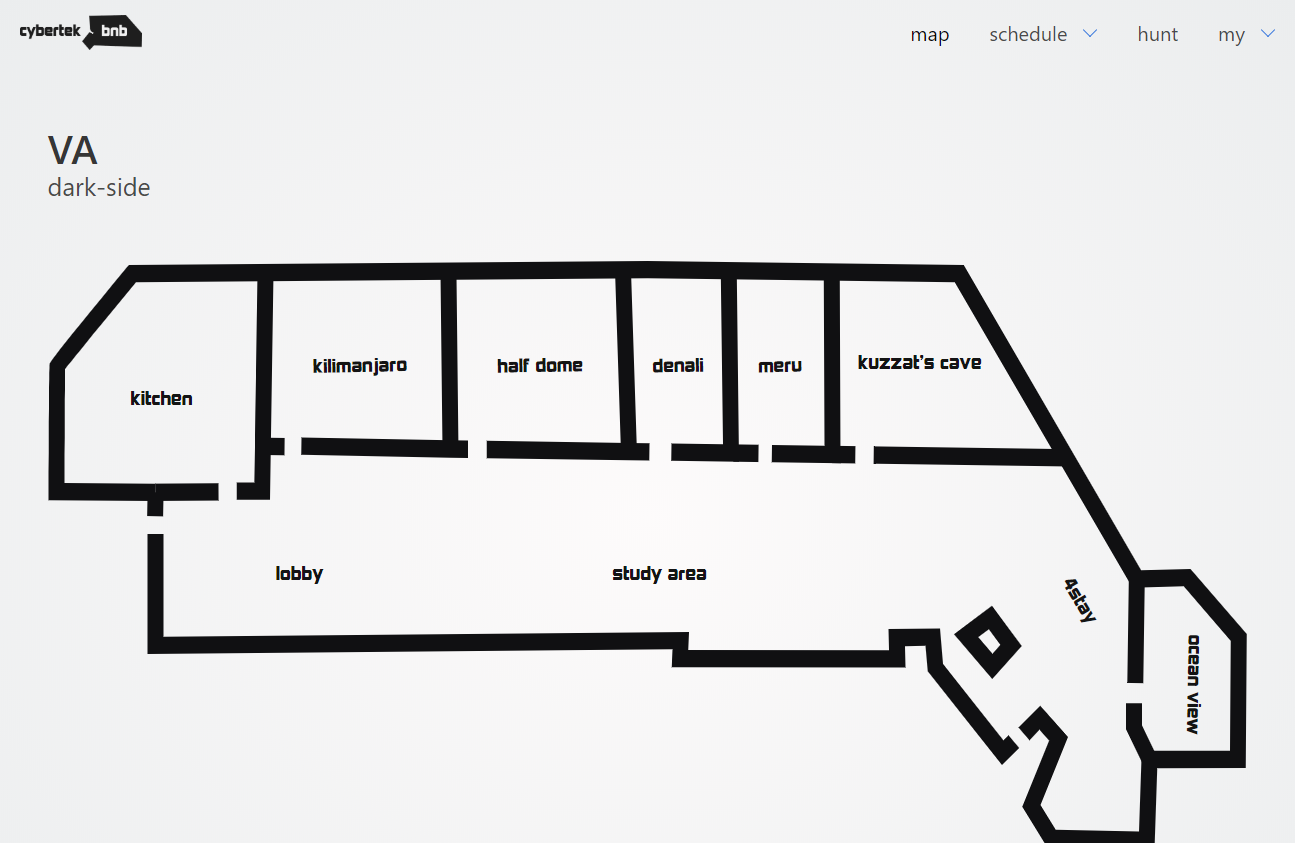 cybertek bnb
map schedule hunt my
VA
dark-side
kitchen
kilimanjaro
half dome
denali
meru
kuzzat's cave
lobby
study area
4stay
ocean view